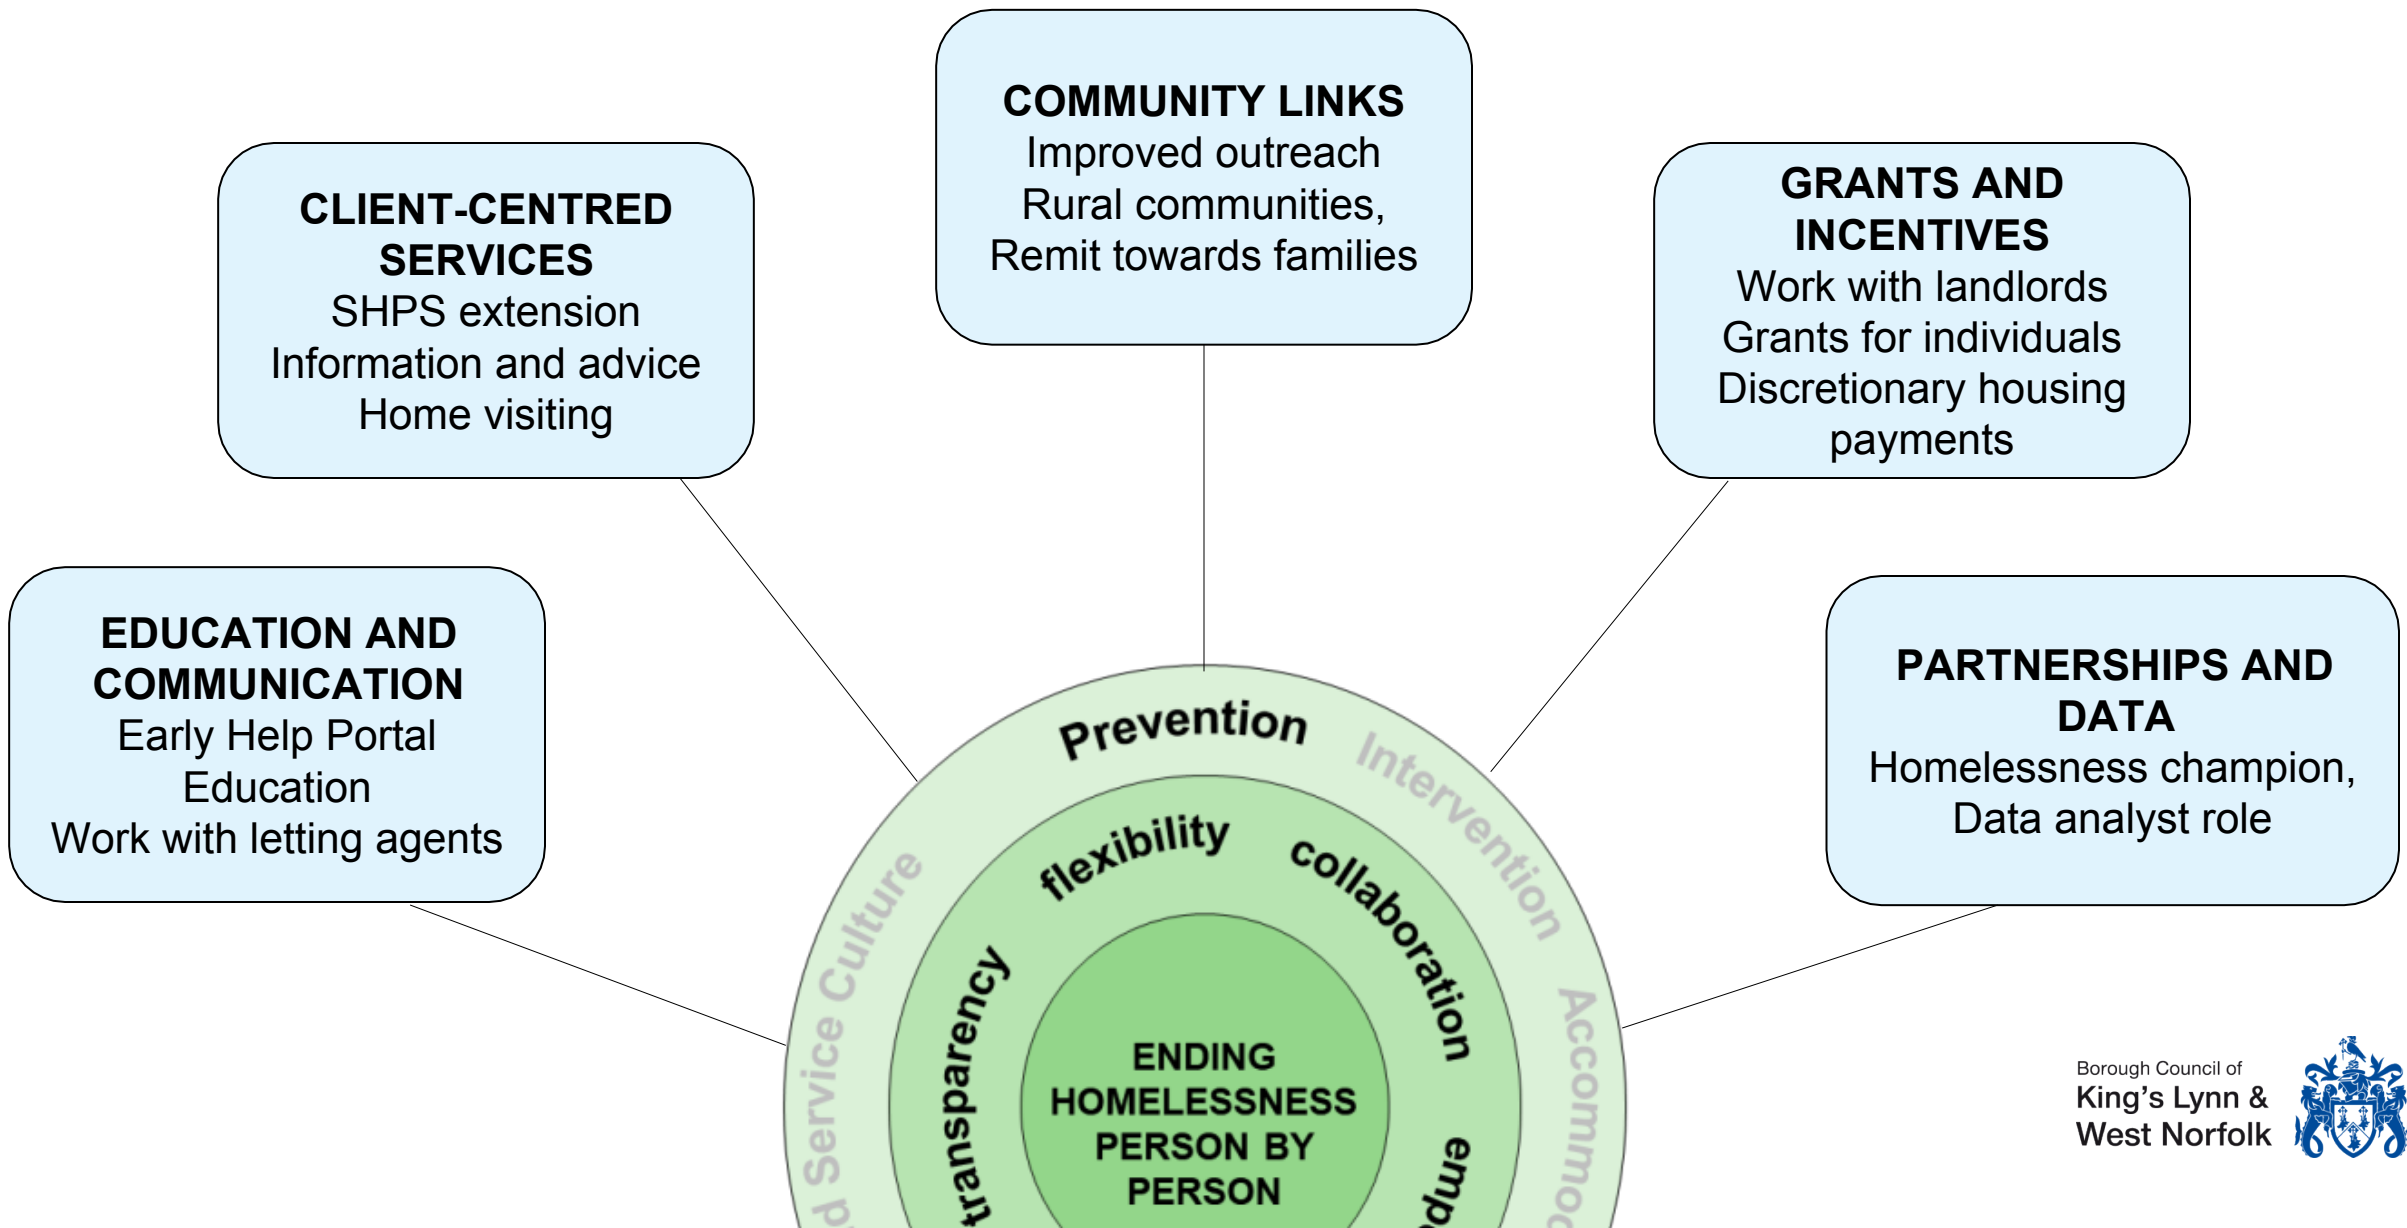 COMMUNITY LINKS
Improved outreach
Rural communities,
Remit towards families
CLIENT-CENTRED
SERVICES
SHPS extension
Information and advice
Home visiting
GRANTS AND
INCENTIVES
Work with landlords
Grants for individuals
Discretionary housing
payments
EDUCATION AND
COMMUNICATION
Early Help Portal
Education
Work with letting agents
PARTNERSHIPS AND
DATA
Homelessness champion,
Data analyst role
Prevention
Intervention
Service Culture
flexibility
collaboration
transparency
ENDING
HOMELESSNESS
PERSON BY
PERSON
Borough Council of
King's Lynn &
West Norfolk